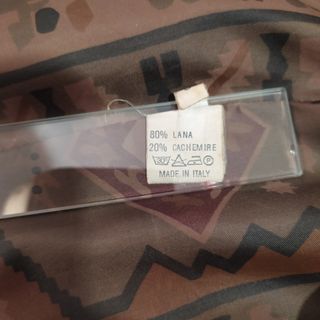 80% LANA
20% CACHEMIRE
MADE IN ITALY